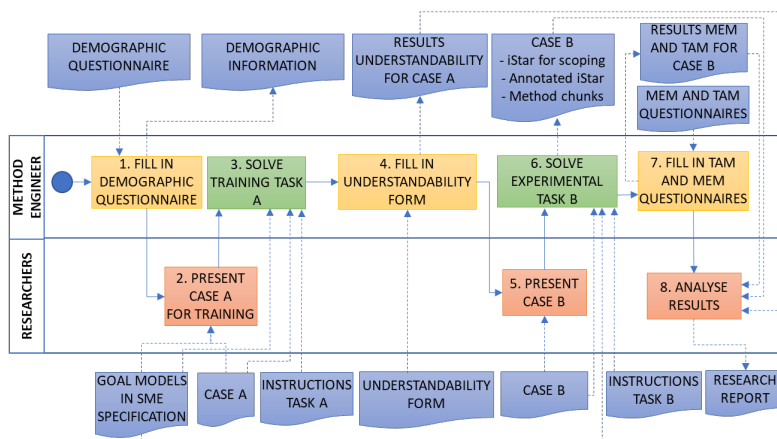 DEMOGRAPHIC
QUESTIONNAIRE
DEMOGRAPHIC
INFORMATION
RESULTS
UNDERSTANDABILITY
FOR CASE A
CASE B
- iStar for scoping
- Annotated iStar
- Method chunks
RESULTS MEM
AND TAM FOR
CASE B
MEM AND TAM
QUESTIONNAIRES
METHOD
ENGINEER
1. FILL IN
DEMOGRAPHIC
QUESTIONNAIRE
3. SOLVE
TRAINING TASK
A
4. FILL IN
UNDERSTANDABILITY
FORM
6. SOLVE
EXPERIMENTAL
TASK B
7. FILL IN TAM
AND MEM
QUESTIONNAIRES
RESEARCHERS
2. PRESENT
CASE A
FOR TRAINING
5. PRESENT
CASE B
8. ANALYSE
RESULTS
GOAL MODELS
IN SME
SPECIFICATION
CASE A
INSTRUCTIONS
TASK A
UNDERSTANDABILITY
FORM
CASE B
INSTRUCTIONS
TASK B
RESEARCH
REPORT